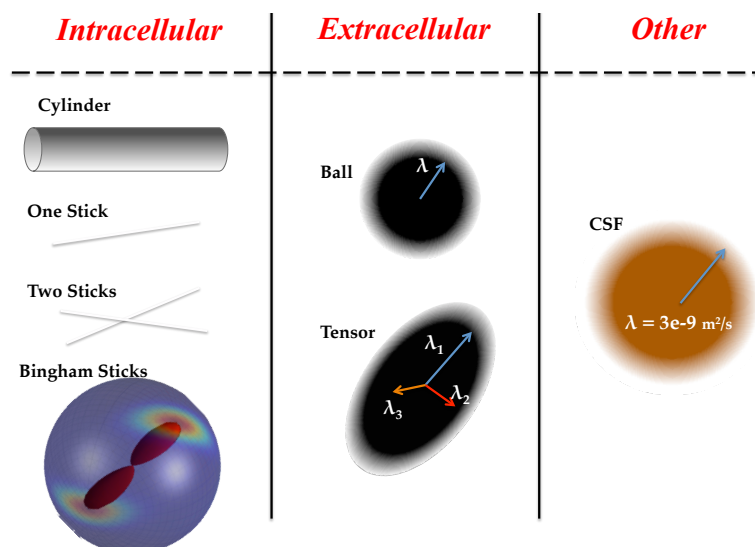 Intracellular
Extracellular
Other
Cylinder
One Stick
Two Sticks
Bingham Sticks
Ball
λ
Tensor
λ1
λ2
λ3
CSF
λ = 3e-9 m²/s